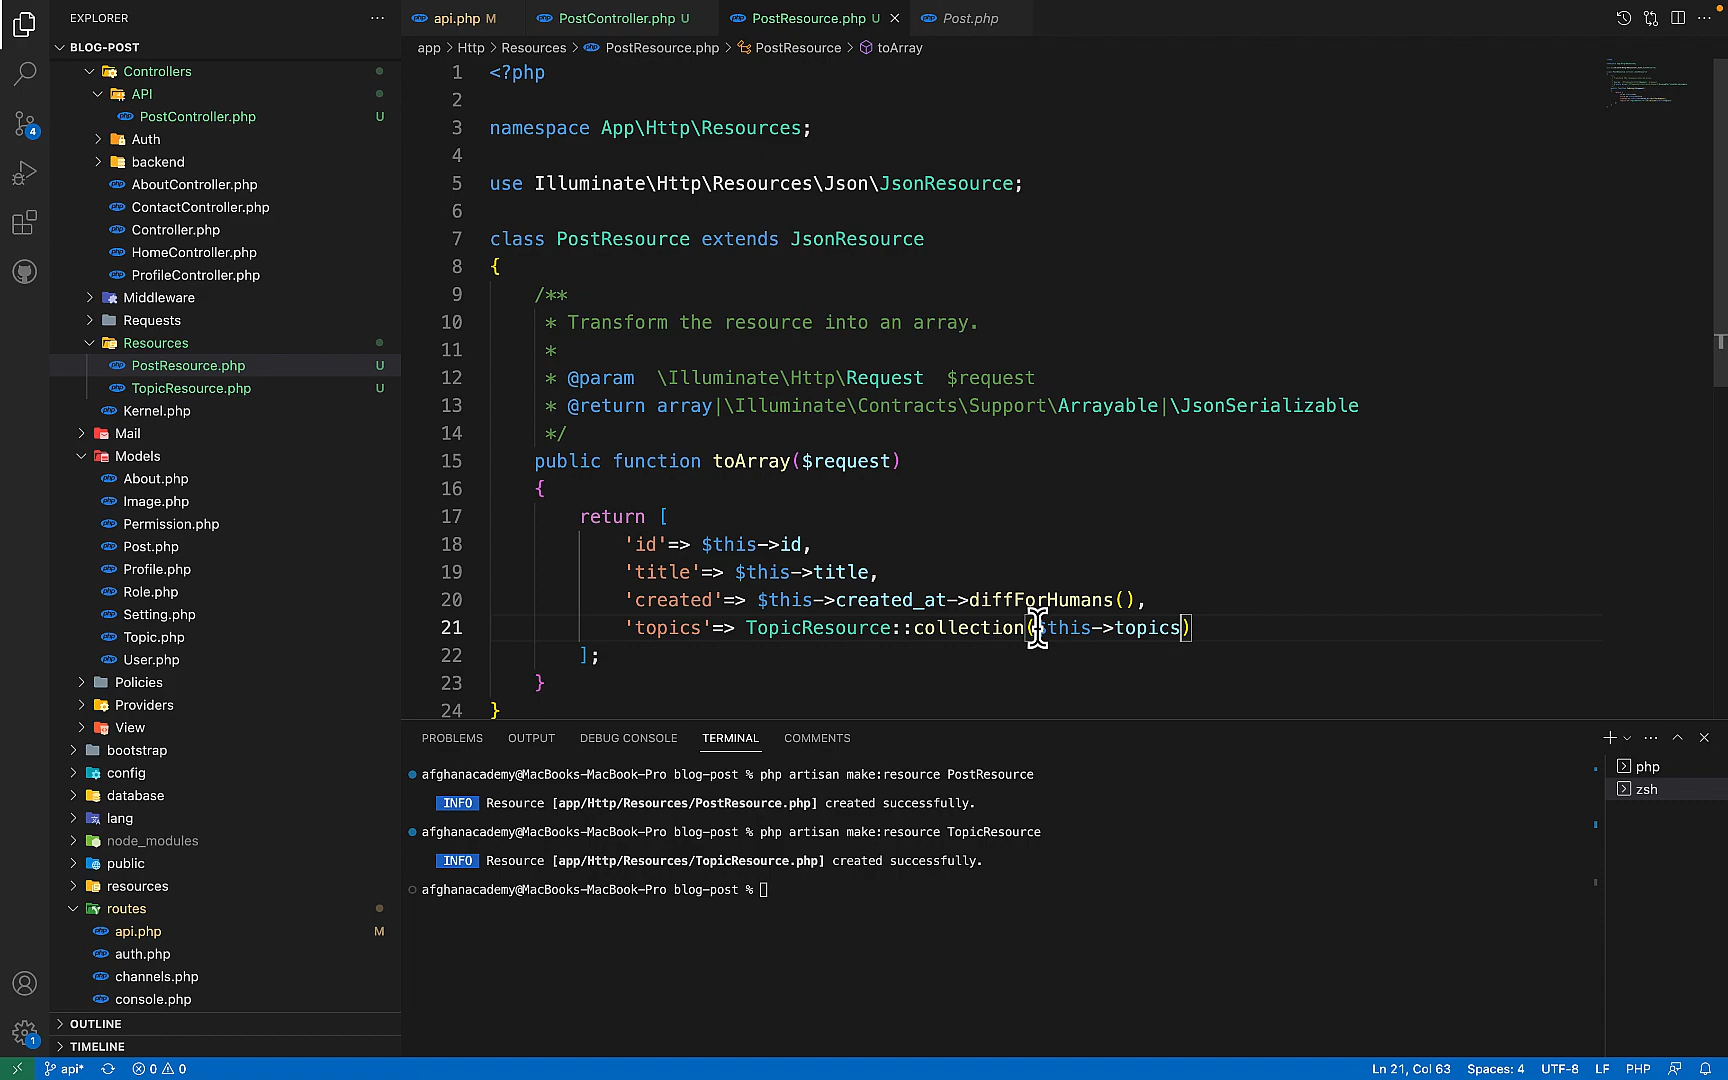 EXPLORER
BLOG-POST
Controllers
API
PostController.php U
Auth
backend
AboutController.php
ContactController.php
Controller.php
HomeController.php
ProfileController.php
Middleware
Requests
Resources
PostResource.php U
TopicResource.php U
Kernel.php
Mail
Models
About.php
Image.php
Permission.php
Post.php
Profile.php
Role.php
Setting.php
Topic.php
User.php
Policies
Providers
View
bootstrap
config
database
lang
node_modules
public
resources
routes
api.php M
auth.php
channels.php
console.php
OUTLINE
TIMELINE
4
1
api.php M PostController.php U PostResource.php U Post.php
app > Http > Resources > PostResource.php > PostResource > toArray
1 <?php
2
3 namespace App\Http\Resources;
4
5 use Illuminate\Http\Resources\Json\JsonResource;
6
7 class PostResource extends JsonResource
8 {
9 /**
10 * Transform the resource into an array.
11 *
12 * @param  \Illuminate\Http\Request  $request
13 * @return array|\Illuminate\Contracts\Support\Arrayable|\JsonSerializable
14 */
15 public function toArray($request)
16 {
17 return [
18 'id'=> $this->id,
19 'title'=> $this->title,
20 'created'=> $this->created_at->diffForHumans(),
21 'topics'=> TopicResource::collection($this->topics)
22 ];
23 }
24 }
PROBLEMS OUTPUT DEBUG CONSOLE TERMINAL COMMENTS
afghanacademy@MacBooks-MacBook-Pro blog-post % php artisan make:resource PostResource
INFO Resource [app/Http/Resources/PostResource.php] created successfully.
afghanacademy@MacBooks-MacBook-Pro blog-post % php artisan make:resource TopicResource
INFO Resource [app/Http/Resources/TopicResource.php] created successfully.
afghanacademy@MacBooks-MacBook-Pro blog-post %
php
zsh
api* 0 0 Ln 21, Col 63 Spaces: 4 UTF-8 LF PHP